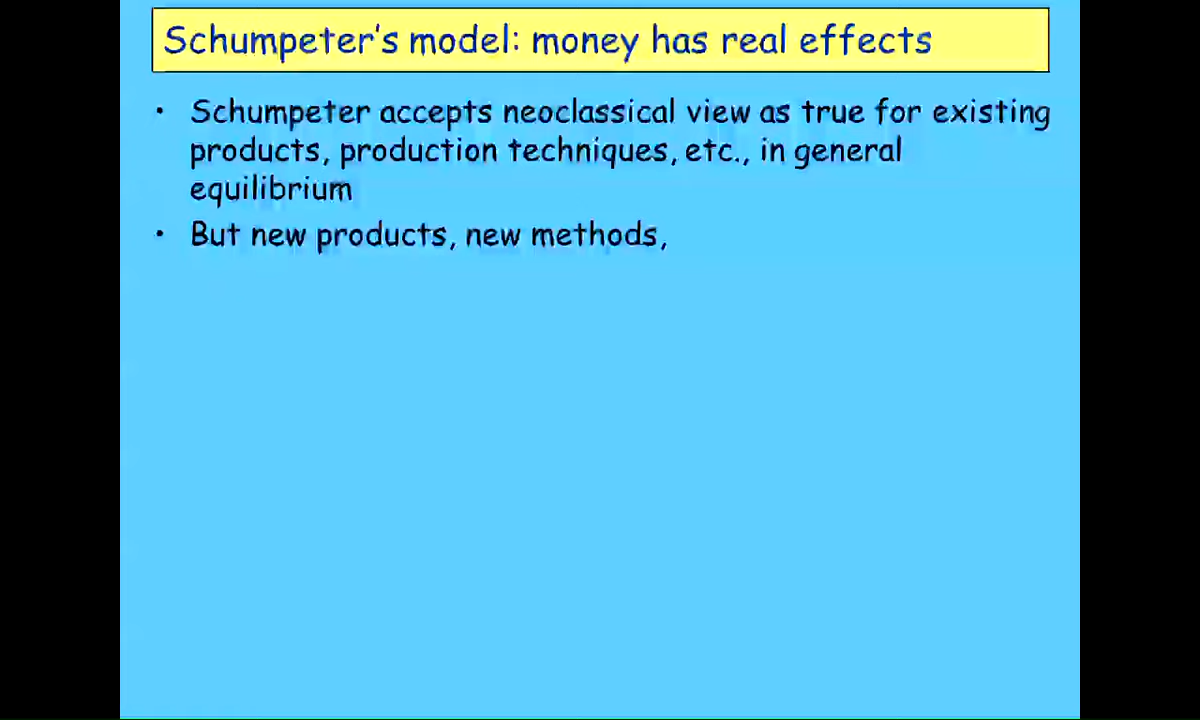 Schumpeter's model: money has real effects
• Schumpeter accepts neoclassical view as true for existing
products, production techniques, etc., in general
equilibrium
• But new products, new methods,